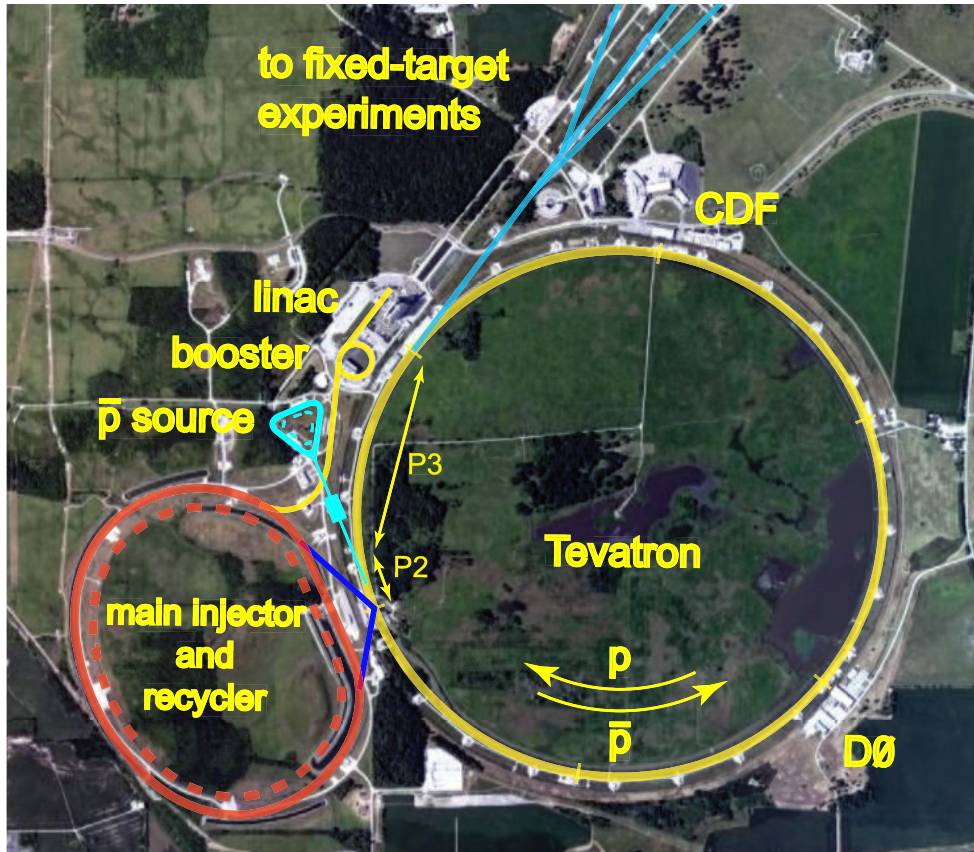 to fixed-target
experiments
CDF
linac
booster
p̅ source
P3
P2
Tevatron
main injector
and
recycler
p
p̅
DØ